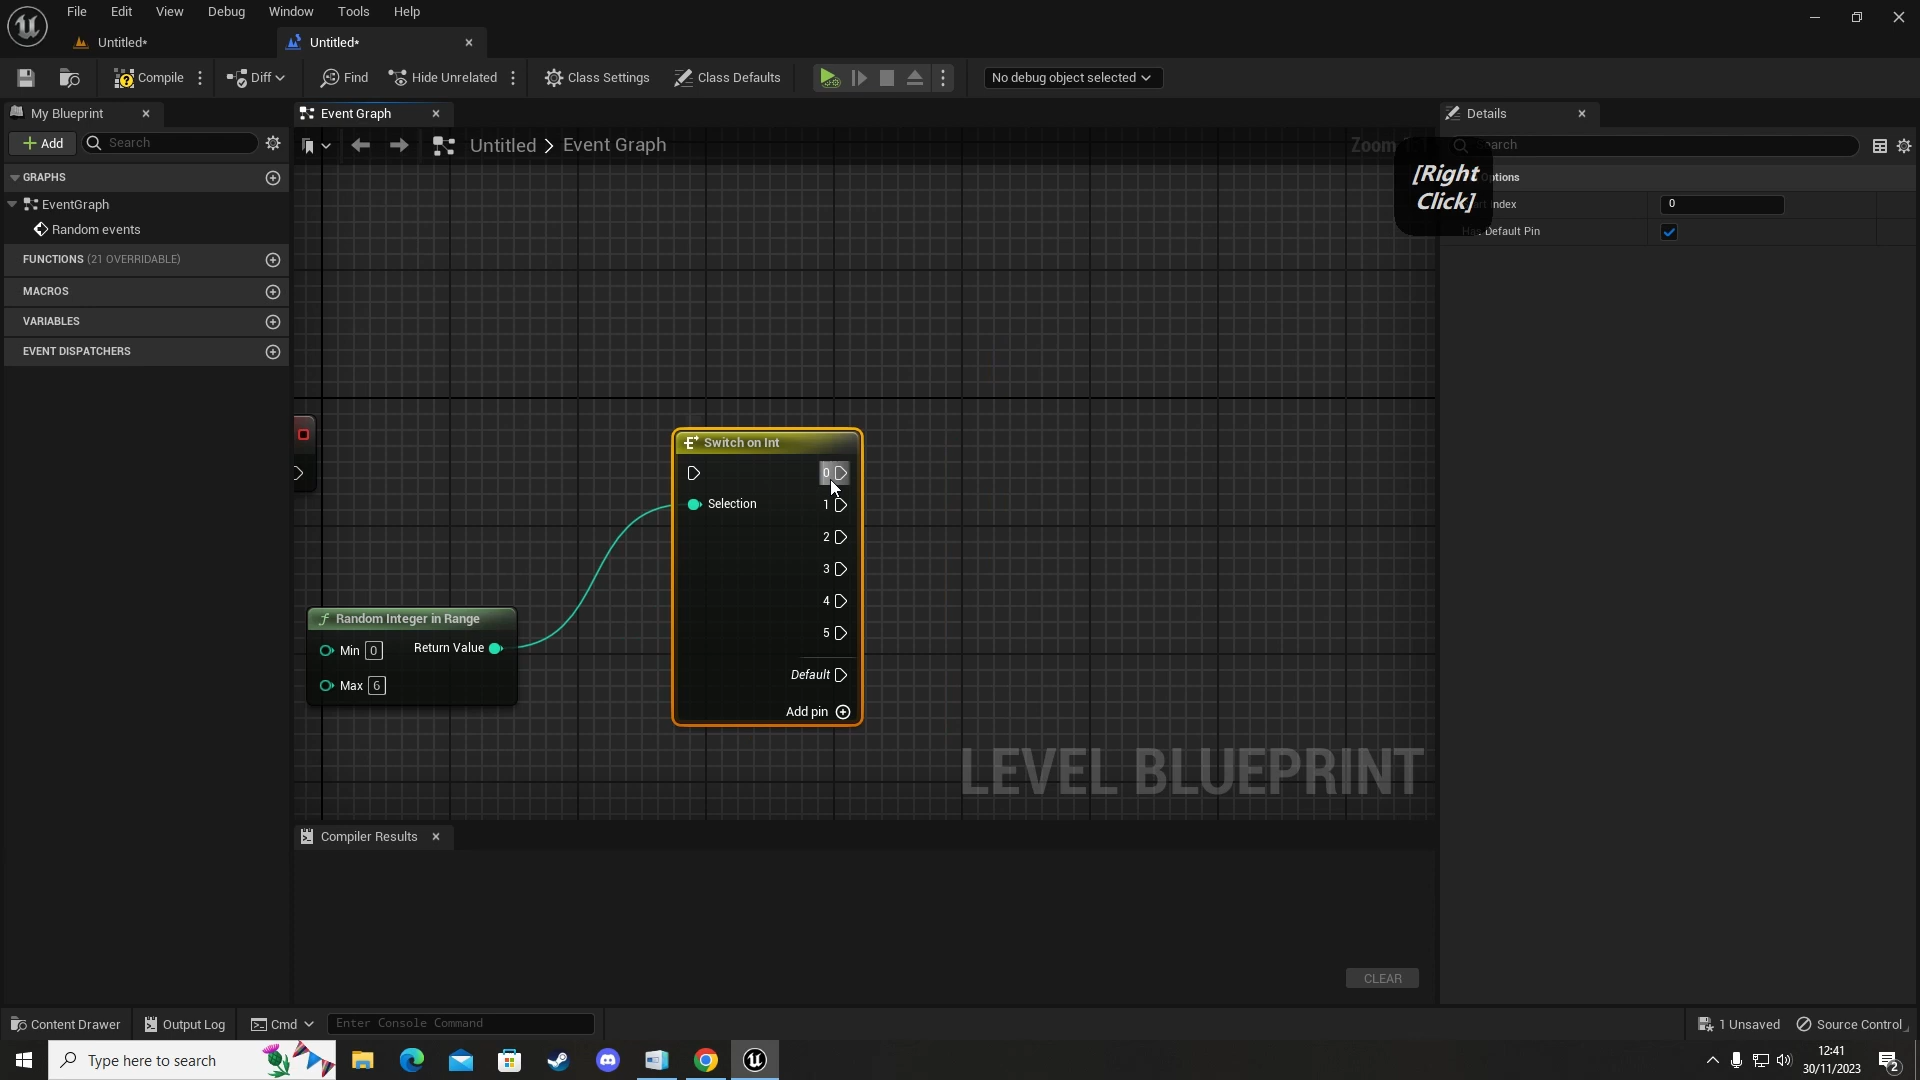 File Edit View Debug Window Tools Help
Untitled* Untitled*
Compile Diff Find Hide Unrelated Class Settings Class Defaults No debug object selected
My Blueprint Event Graph Details
Add Search Untitled > Event Graph Zoom Search
[Right Click]
GRAPHS
EventGraph
Random events
FUNCTIONS (21 OVERRIDABLE)
MACROS
VARIABLES
EVENT DISPATCHERS
Options
Index 0
Default Pin
Switch on Int
0
Selection 1
2
3
4
5
Default
Add pin
Random Integer in Range
Min 0 Return Value
Max 6
LEVEL BLUEPRINT
Compiler Results
CLEAR
Content Drawer Output Log Cmd Enter Console Command 1 Unsaved Source Control
Type here to search
12:41
30/11/2023
2